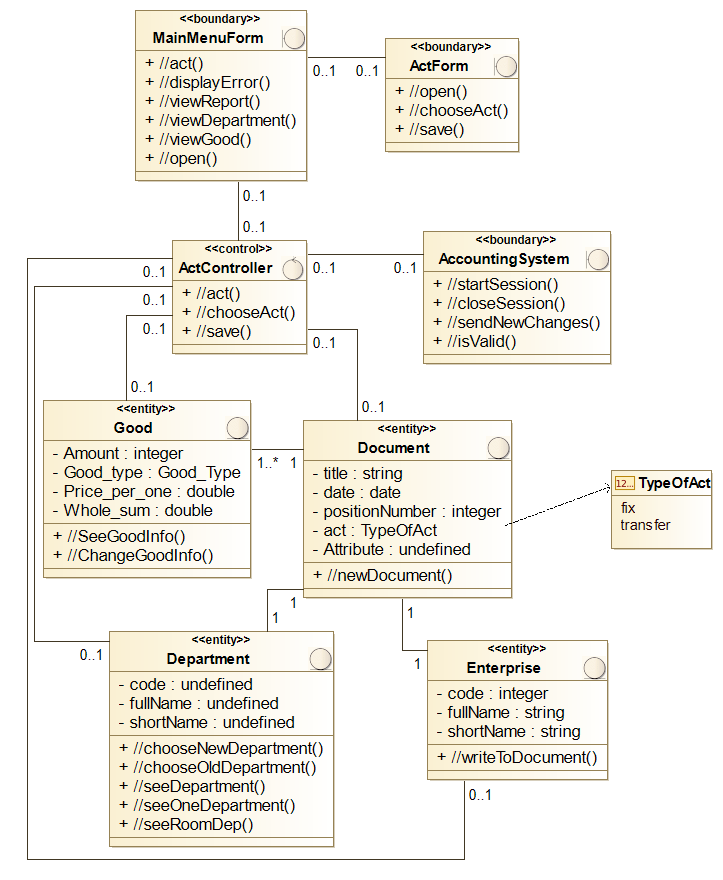 <<boundary>>
MainMenuForm
+ //act()
+ //displayError()
+ //viewReport()
+ //viewDepartment()
+ //viewGood()
+ //open()
0..1
0..1
<<boundary>>
ActForm
+ //open()
+ //chooseAct()
+ //save()
0..1
0..1
<<control>>
ActController
+ //act()
+ //chooseAct()
+ //save()
0..1
0..1
0..1
0..1
0..1
0..1
<<boundary>>
AccountingSystem
+ //startSession()
+ //closeSession()
+ //sendNewChanges()
+ //isValid()
0..1
0..1
<<entity>>
Good
- Amount : integer
- Good_type : Good_Type
- Price_per_one : double
- Whole_sum : double
+ //SeeGoodInfo()
+ //ChangeGoodInfo()
1..*
1
<<entity>>
Document
- title : string
- date : date
- positionNumber : integer
- act : TypeOfAct
- Attribute : undefined
+ //newDocument()
12...
TypeOfAct
fix
transfer
1
1
1
1
0..1
<<entity>>
Department
- code : undefined
- fullName : undefined
- shortName : undefined
+ //chooseNewDepartment()
+ //chooseOldDepartment()
+ //seeDepartment()
+ //seeOneDepartment()
+ //seeRoomDep()
<<entity>>
Enterprise
- code : integer
- fullName : string
- shortName : string
+ //writeToDocument()
0..1